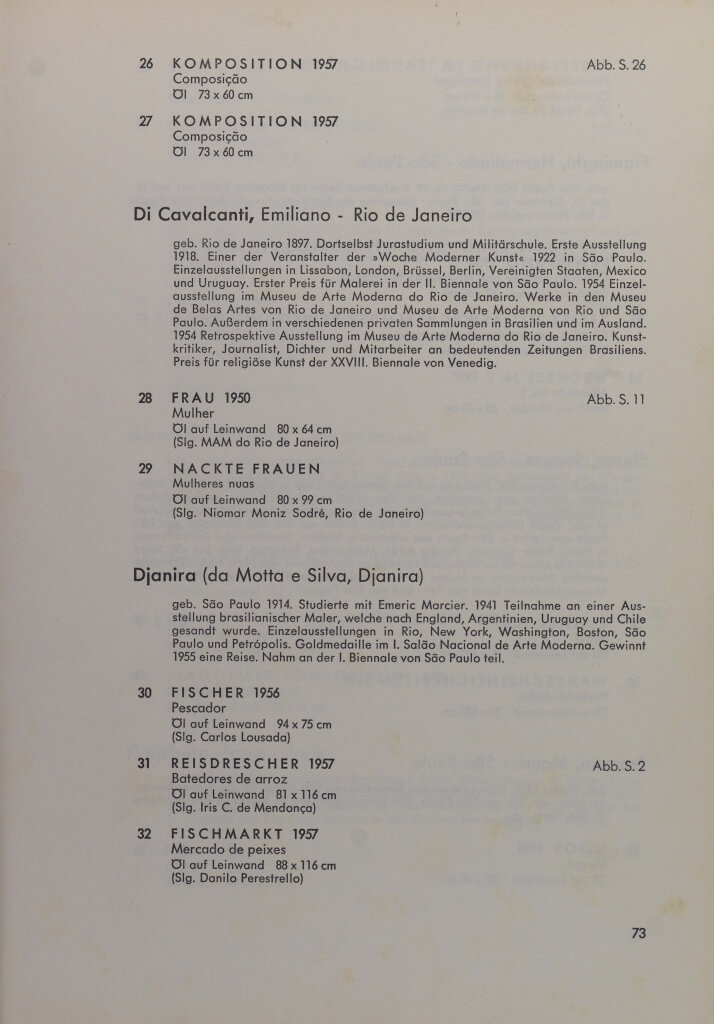 26 KOMPOSITION 1957 Abb. S. 26
Composição
Öl 73 x 60 cm
27 KOMPOSITION 1957
Composição
Öl 73 x 60 cm
Di Cavalcanti, Emiliano - Rio de Janeiro
geb. Rio de Janeiro 1897. Dortselbst Jurastudium und Militärschule. Erste Ausstellung
1918. Einer der Veranstalter der »Woche Moderner Kunst« 1922 in São Paulo.
Einzelausstellungen in Lissabon, London, Brüssel, Berlin, Vereinigten Staaten, Mexico
und Uruguay. Erster Preis für Malerei in der II. Biennale von São Paulo. 1954 Einzel-
ausstellung im Museu de Arte Moderna do Rio de Janeiro. Werke in den Museu
de Belas Artes von Rio de Janeiro und Museu de Arte Moderna von Rio und São
Paulo. Außerdem in verschiedenen privaten Sammlungen in Brasilien und im Ausland.
1954 Retrospektive Ausstellung im Museu de Arte Moderna do Rio de Janeiro. Kunst-
kritiker, Journalist, Dichter und Mitarbeiter an bedeutenden Zeitungen Brasiliens.
Preis für religiöse Kunst der XXVIII. Biennale von Venedig.
28 FRAU 1950 Abb. S. 11
Mulher
Öl auf Leinwand 80 x 64 cm
(Slg. MAM do Rio de Janeiro)
29 NACKTE FRAUEN
Mulheres nuas
Öl auf Leinwand 80 x 99 cm
(Slg. Niomar Moniz Sodré, Rio de Janeiro)
Djanira (da Motta e Silva, Djanira)
geb. São Paulo 1914. Studierte mit Emeric Marcier. 1941 Teilnahme an einer Aus-
stellung brasilianischer Maler, welche nach England, Argentinien, Uruguay und Chile
gesandt wurde. Einzelausstellungen in Rio, New York, Washington, Boston, São
Paulo und Petrópolis. Goldmedaille im I. Salão Nacional de Arte Moderna. Gewinnt
1955 eine Reise. Nahm an der I. Biennale von São Paulo teil.
30 FISCHER 1956
Pescador
Öl auf Leinwand 94 x 75 cm
(Slg. Carlos Lousada)
31 REISDRESCHER 1957 Abb. S. 2
Batedores de arroz
Öl auf Leinwand 81 x 116 cm
(Slg. Iris C. de Mendonça)
32 FISCHMARKT 1957
Mercado de peixes
Öl auf Leinwand 88 x 116 cm
(Slg. Danilo Perestrello)
73